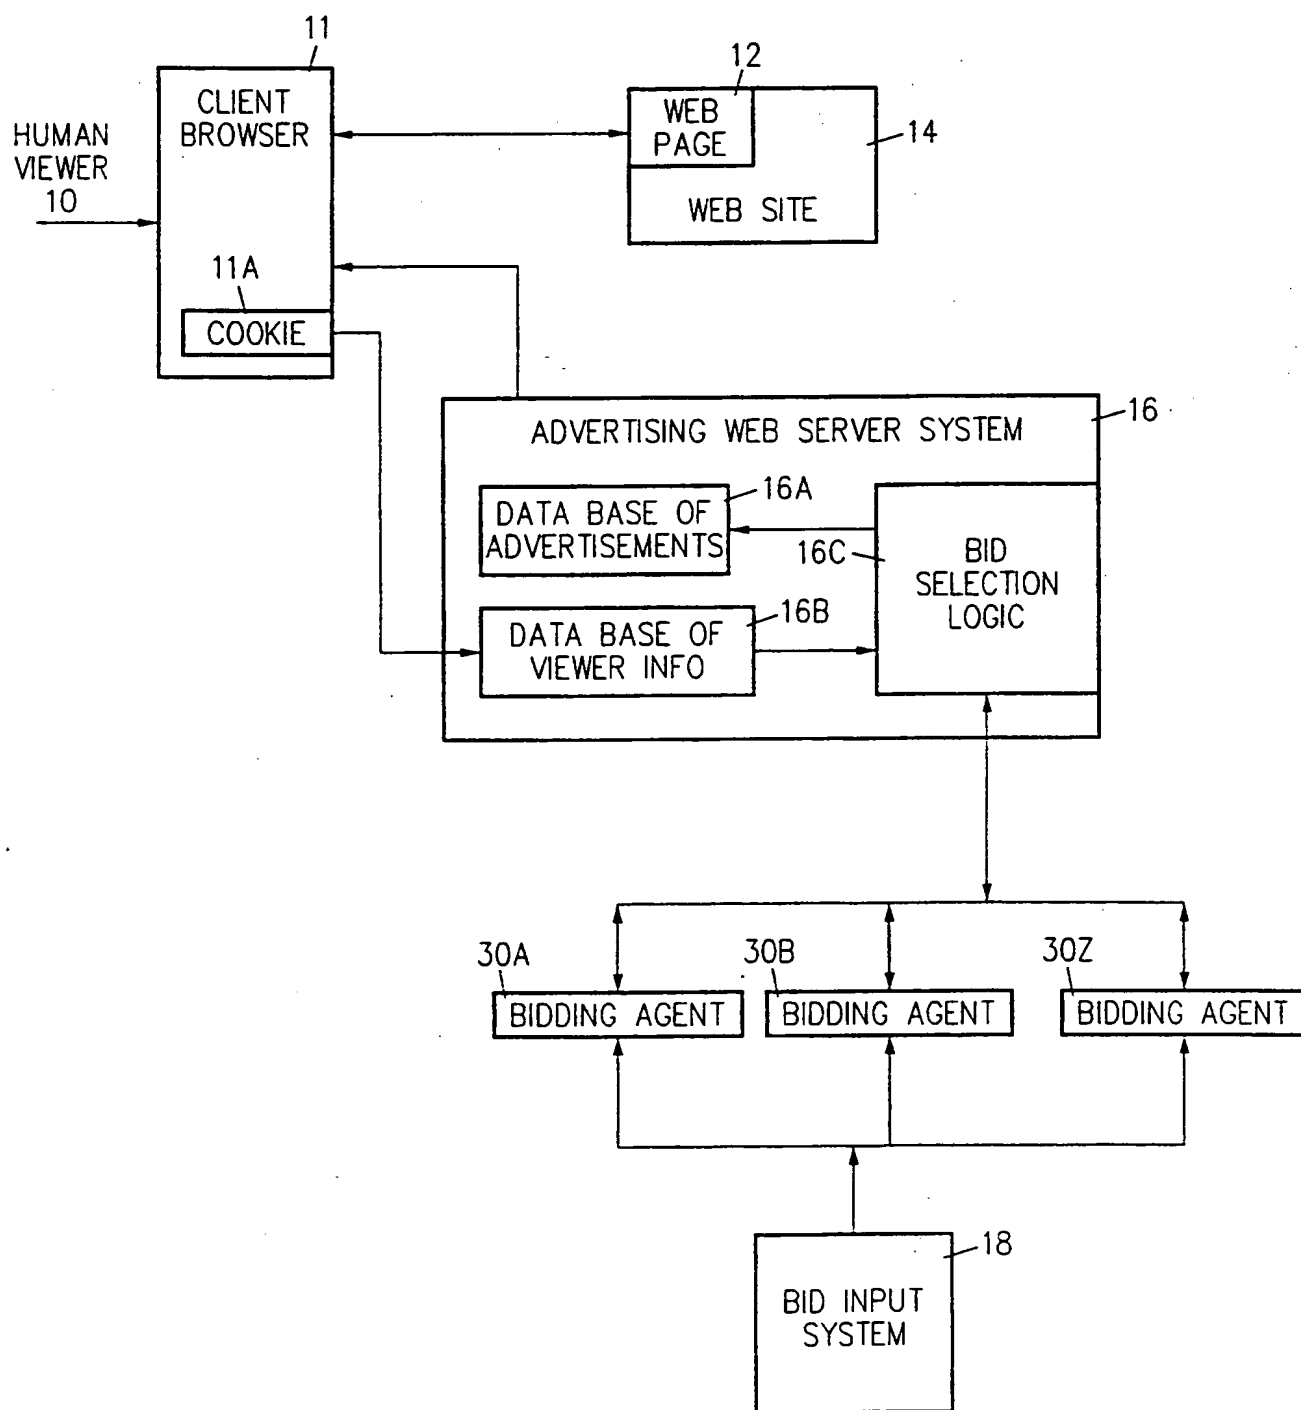 11
CLIENT
BROWSER
HUMAN
VIEWER
10
11A
COOKIE
12
WEB
PAGE
14
WEB SITE
16
ADVERTISING WEB SERVER SYSTEM
16A
DATA BASE OF
ADVERTISEMENTS
16C
BID
SELECTION
LOGIC
16B
DATA BASE OF
VIEWER INFO
30A
BIDDING AGENT
30B
BIDDING AGENT
30Z
BIDDING AGENT
18
BID INPUT
SYSTEM